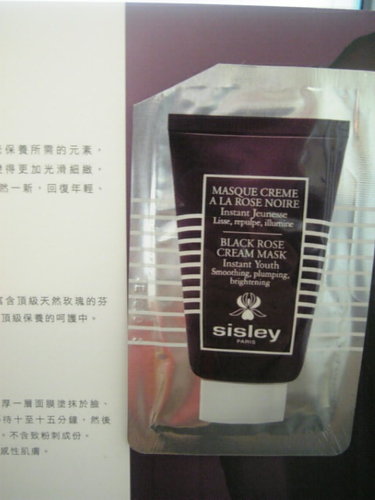 保養所需的元素，
得更加光滑細緻，
然一新，回復年輕、
含頂級天然玫瑰的芬
頂級保養的呵護中。
厚一層面膜塗抹於臉、
待十至十五分鐘，然後
，不含致粉刺成份。
感性肌膚。
MASQUE CREME
A LA ROSE NOIRE
Instant Jeunesse
Lisse, repulpe, illumine
BLACK ROSE
CREAM MASK
Instant Youth
Smoothing, plumping,
brightening
sisley
PARIS